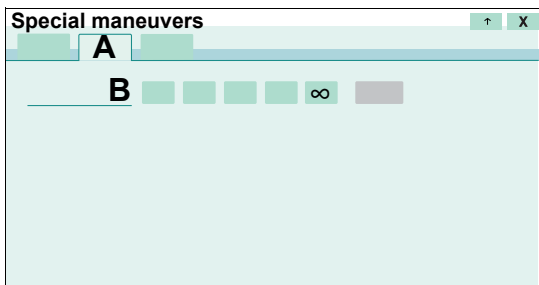 Special maneuvers ↑ X
A
B ∞